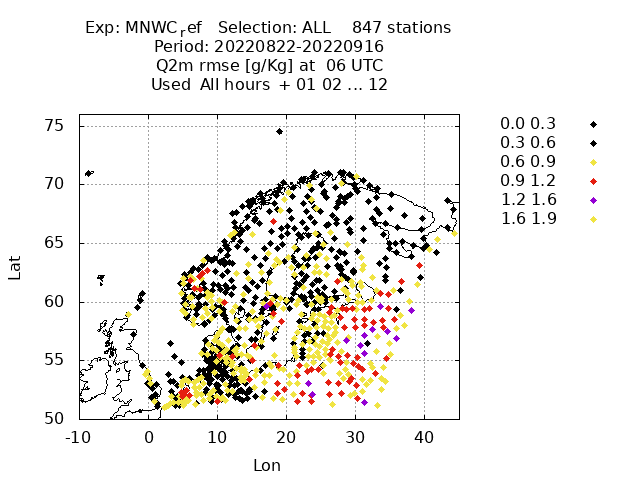 Exp: MNWC_ref   Selection: ALL    847 stations
Period: 20220822-20220916
Q2m rmse [g/Kg] at  06 UTC
Used  All hours  + 01 02 ... 12
0.0 0.3
0.3 0.6
0.6 0.9
0.9 1.2
1.2 1.6
1.6 1.9
75
70
65
60
55
50
Lat
-10 0 10 20 30 40
Lon